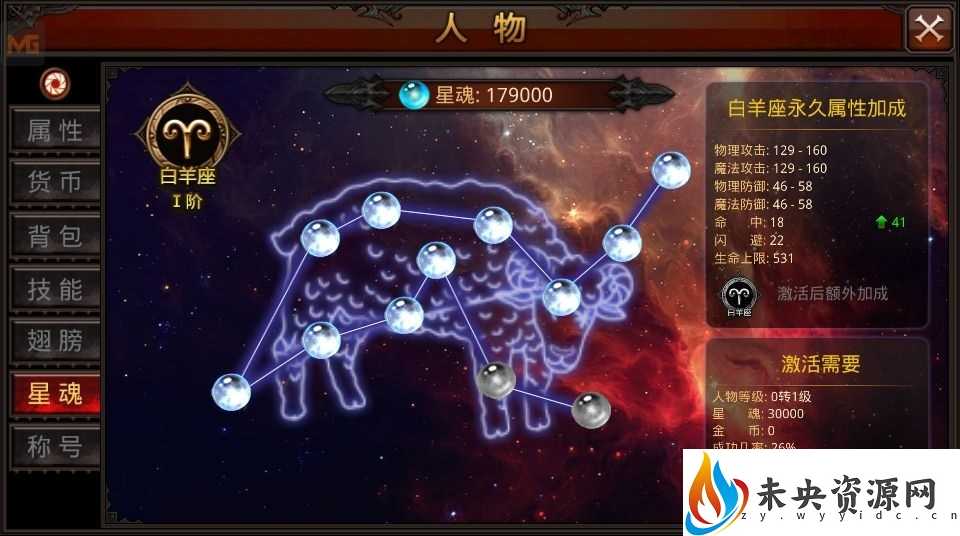 人 物
MG
星魂: 179000
属性
货币
背包
技能
翅膀
星魂
称号
白羊座
I 阶
白羊座永久属性加成
物理攻击: 129 - 160
魔法攻击: 129 - 160
物理防御: 46 - 58
魔法防御: 46 - 58
命 中: 18
41
闪 避: 22
生命上限: 531
白羊座
激活后额外加成
激活需要
人物等级: 0转1级
星 魂: 30000
金 币: 0
成功几率: 26%
未央资源网
zy.wyyidc.cn